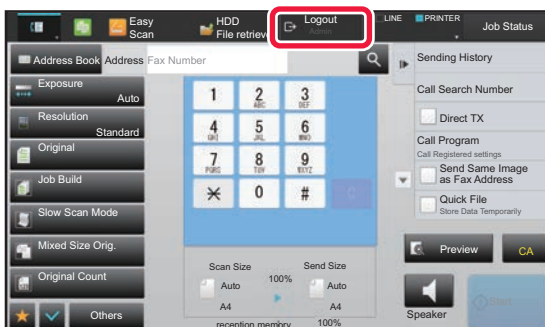 Easy
Scan
HDD
File retrieve
Logout
Admin
LINE
PRINTER
Job Status
Address Book
Address
Fax Number
Sending History
Exposure
Auto
Call Search Number
Resolution
Standard
Direct TX
Original
Call Program
Call Registered settings
Job Build
Send Same Image
as Fax Address
Slow Scan Mode
Quick File
Store Data Temporarily
Mixed Size Orig.
Original Count
Others
1
2
ABC
3
DEF
4
GHI
5
JKL
6
MNO
7
PQRS
8
TUV
9
WXYZ
0
#
C
Scan Size
100%
Send Size
Auto
Auto
A4
A4
reception memory
100%
Preview
CA
Speaker
Start